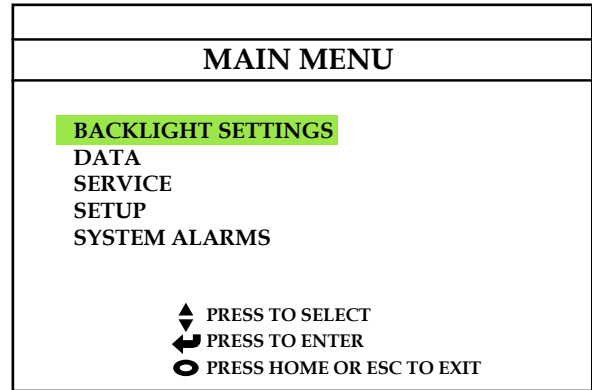 MAIN MENU
BACKLIGHT SETTINGS
DATA
SERVICE
SETUP
SYSTEM ALARMS
PRESS TO SELECT
PRESS TO ENTER
PRESS HOME OR ESC TO EXIT